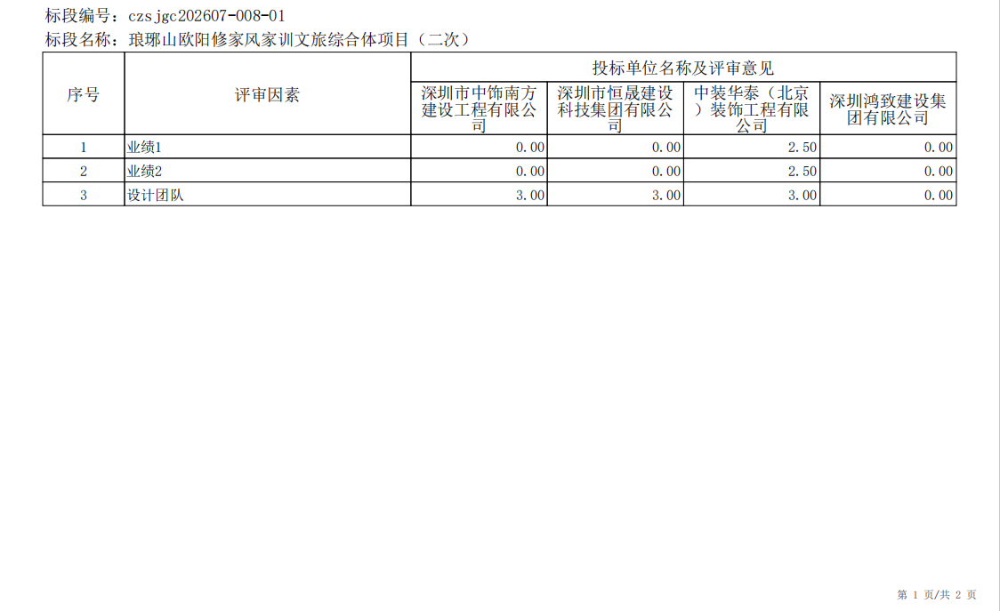 标段编号：czsjgc202607-008-01
标段名称：琅琊山欧阳修家风家训文旅综合体项目（二次）
序号 评审因素 投标单位名称及评审意见
深圳市中饰南方建设工程有限公司 深圳市恒晟建设科技集团有限公司 中装华泰（北京）装饰工程有限公司 深圳鸿致建设集团有限公司
1 业绩1 0.00 0.00 2.50 0.00
2 业绩2 0.00 0.00 2.50 0.00
3 设计团队 3.00 3.00 3.00 0.00
第 1 页/共 2 页